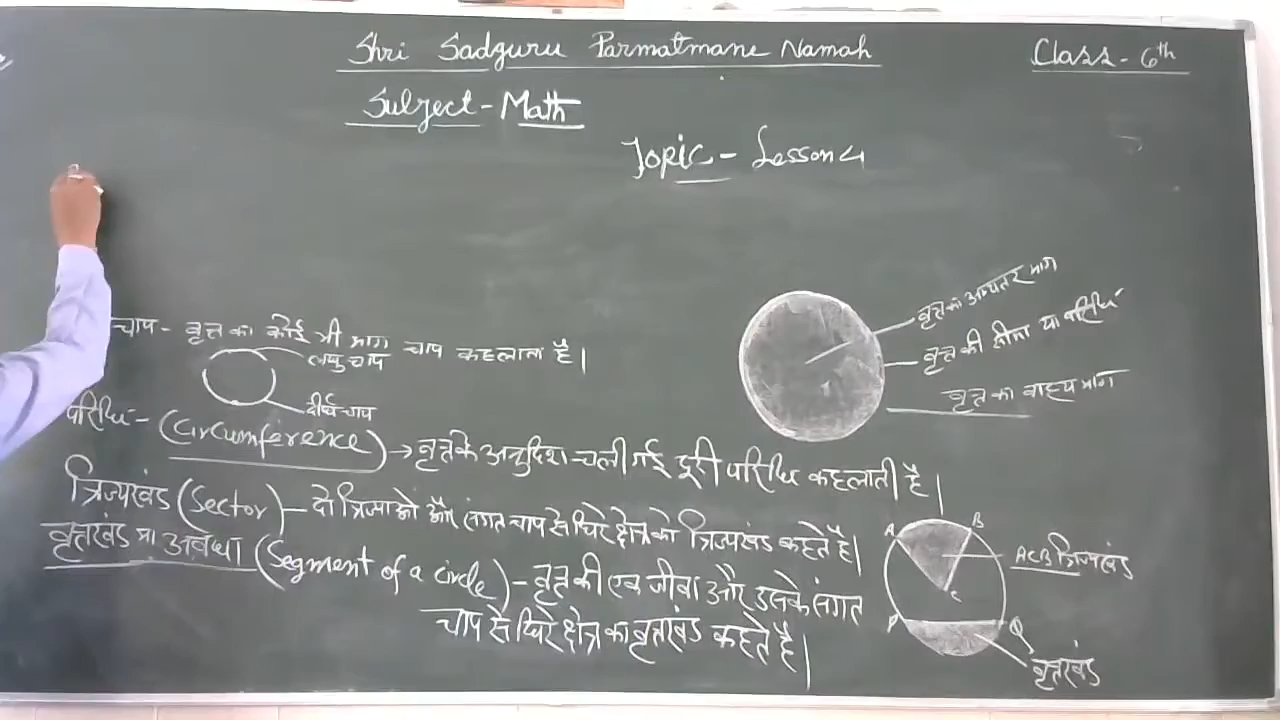 Shri Sadguru Parmatmane Namah
Class - 6th
Subject - Math
Topic - Lesson 4
चाप - वृत्त का कोई भी भाग चाप कहलाता है।
लघु चाप
दीर्घ चाप
वृत्त का अभ्यंतर भाग
वृत्त की सीमा या परिधि
वृत्त का बाह्य भाग
परिधि - (Circumference) → वृत्त के अनुदिश चली गई दूरी परिधि कहलाती है।
त्रिज्यखंड (Sector) - दो त्रिज्याओं और संगत चाप से घिरे क्षेत्र को त्रिज्यखंड कहते है।
वृत्तखंड या अवधा (Segment of a circle) - वृत्त की एक जीवा और उसके संगत
चाप से घिरे क्षेत्र का वृत्तखंड कहते है।
A
B
ACB त्रिज्यखंड
C
P
Q
वृत्तखंड